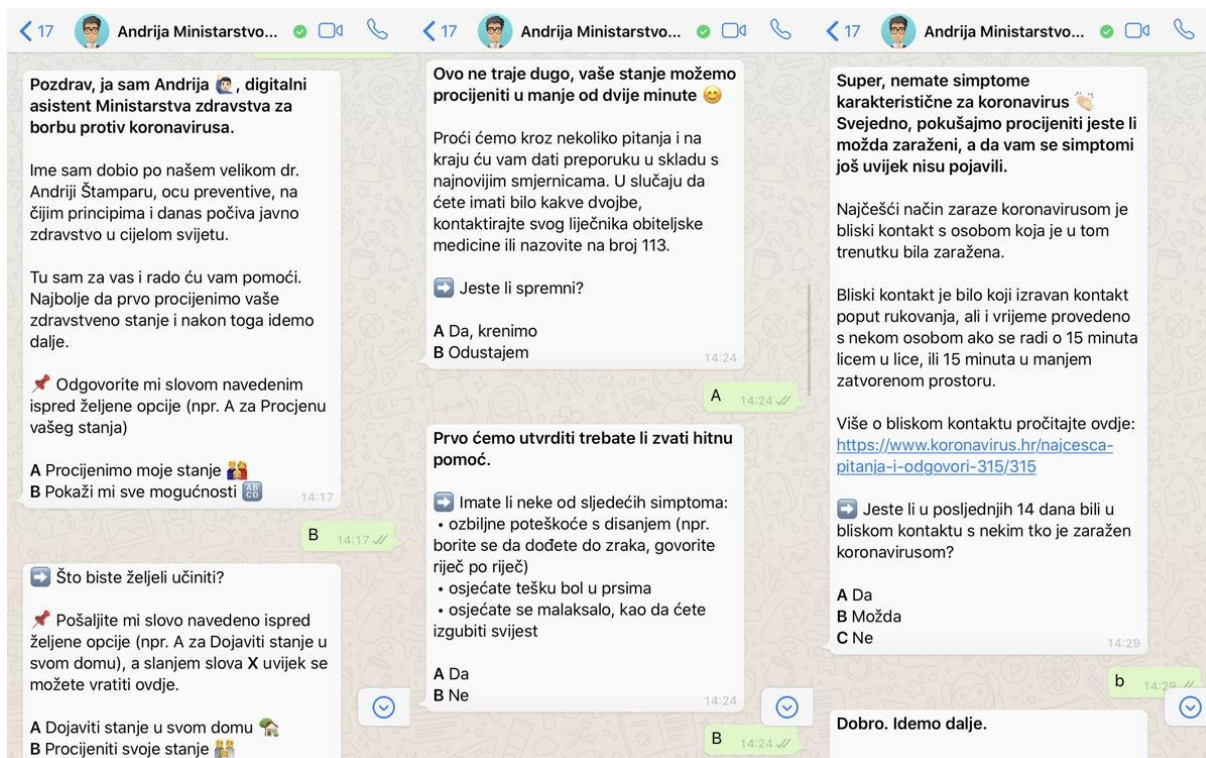 17 Andrija Ministarstvo...
Pozdrav, ja sam Andrija 🙋🏻‍♂️, digitalni
asistent Ministarstva zdravstva za
borbu protiv koronavirusa.
Ime sam dobio po našem velikom dr.
Andriji Štamparu, ocu preventive, na
čijim principima i danas počiva javno
zdravstvo u cijelom svijetu.
Tu sam za vas i rado ću vam pomoći.
Najbolje da prvo procijenimo vaše
zdravstveno stanje i nakon toga idemo
dalje.
📌 Odgovorite mi slovom navedenim
ispred željene opcije (npr. A za Procjenu
vašeg stanja)
A Procijenimo moje stanje
B Pokaži mi sve mogućnosti 🔠
14:17
B 14:17
➡️ Što biste željeli učiniti?
📌 Pošaljite mi slovo navedeno ispred
željene opcije (npr. A za Dojaviti stanje u
svom domu), a slanjem slova X uvijek se
možete vratiti ovdje.
A Dojaviti stanje u svom domu 🏡
B Procijeniti svoje stanje
17 Andrija Ministarstvo...
Ovo ne traje dugo, vaše stanje možemo
procijeniti u manje od dvije minute 😊
Proći ćemo kroz nekoliko pitanja i na
kraju ću vam dati preporuku u skladu s
najnovijim smjernicama. U slučaju da
ćete imati bilo kakve dvojbe,
kontaktirajte svog liječnika obiteljske
medicine ili nazovite na broj 113.
➡️ Jeste li spremni?
A Da, krenimo
B Odustajem
14:24
A 14:24
Prvo ćemo utvrditi trebate li zvati hitnu
pomoć.
➡️ Imate li neke od sljedećih simptoma:
• ozbiljne poteškoće s disanjem (npr.
borite se da dođete do zraka, govorite
riječ po riječ)
• osjećate tešku bol u prsima
• osjećate se malaksalo, kao da ćete
izgubiti svijest
A Da
B Ne
14:24
B 14:24
17 Andrija Ministarstvo...
Super, nemate simptome
karakteristične za koronavirus 👏🏻
Svejedno, pokušajmo procijeniti jeste li
možda zaraženi, a da vam se simptomi
još uvijek nisu pojavili.
Najčešći način zaraze koronavirusom je
bliski kontakt s osobom koja je u tom
trenutku bila zaražena.
Bliski kontakt je bilo koji izravan kontakt
poput rukovanja, ali i vrijeme provedeno
s nekom osobom ako se radi o 15 minuta
licem u lice, ili 15 minuta u manjem
zatvorenom prostoru.
Više o bliskom kontaktu pročitajte ovdje:
https://www.koronavirus.hr/najcesca-
pitanja-i-odgovori-315/315
➡️ Jeste li u posljednjih 14 dana bili u
bliskom kontaktu s nekim tko je zaražen
koronavirusom?
A Da
B Možda
C Ne
14:29
b 14:29
Dobro. Idemo dalje.